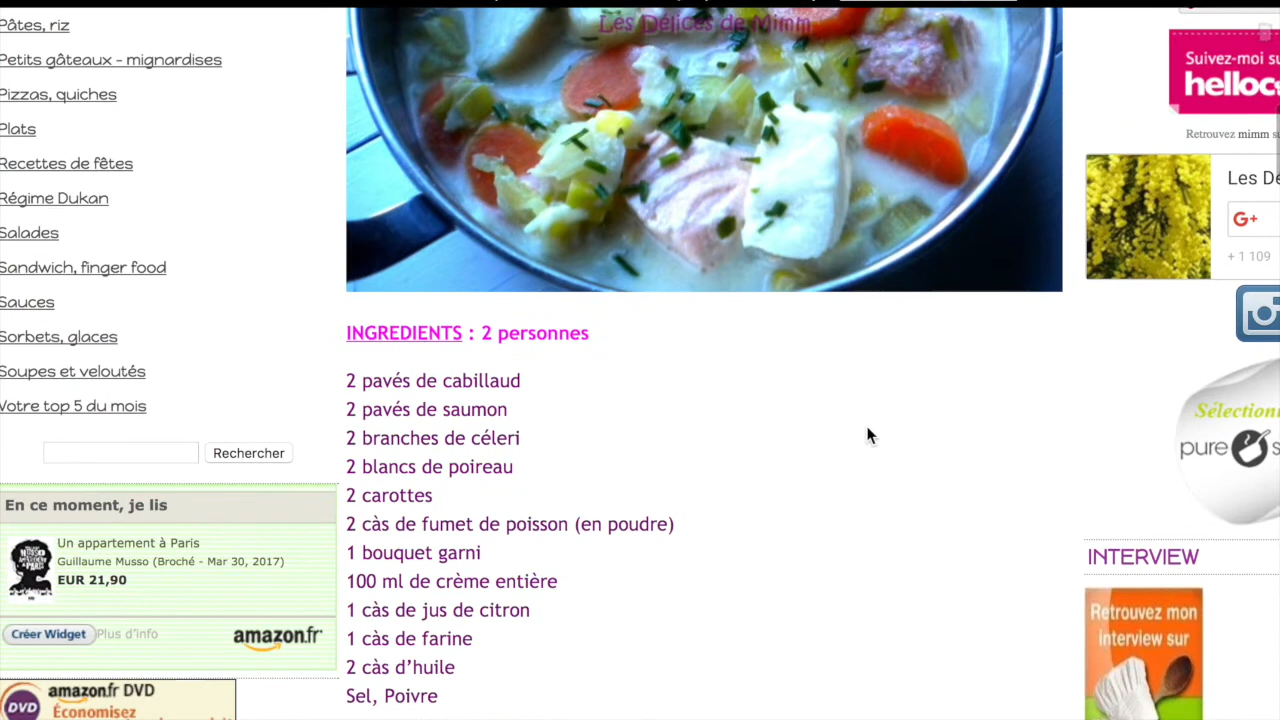 Les Délices de Mimm
Pâtes, riz
Petits gâteaux - mignardises
Pizzas, quiches
Plats
Recettes de fêtes
Régime Dukan
Salades
Sandwich, finger food
Sauces
Sorbets, glaces
Soupes et veloutés
Votre top 5 du mois
Rechercher
En ce moment, je lis
Un appartement à Paris
Guillaume Musso (Broché - Mar 30, 2017)
EUR 21,90
Créer Widget
Plus d'info
amazon.fr
DVD
amazon.fr DVD
Économisez
INGREDIENTS : 2 personnes
2 pavés de cabillaud
2 pavés de saumon
2 branches de céleri
2 blancs de poireau
2 carottes
2 càs de fumet de poisson (en poudre)
1 bouquet garni
100 ml de crème entière
1 càs de jus de citron
1 càs de farine
2 càs d’huile
Sel, Poivre
Suivez-moi su
helloc
Retrouvez mimm su
Les Dé
G+
+ 1 109
Sélection
pure s
INTERVIEW
Retrouvez mon
interview sur